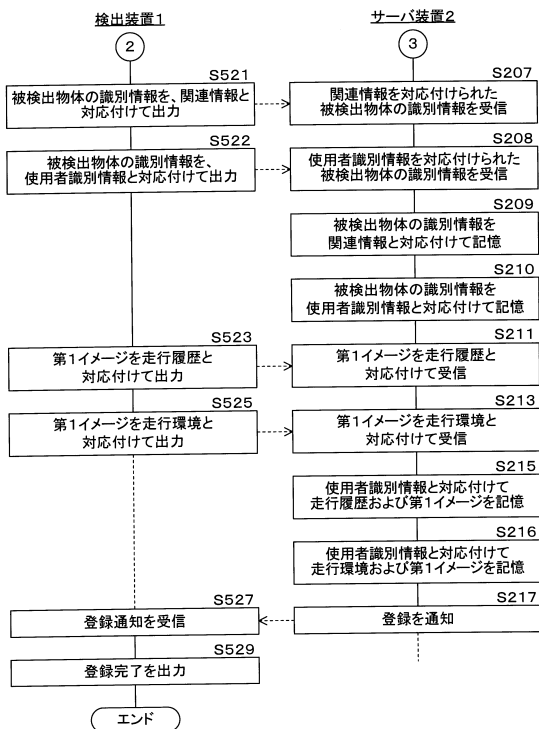 検出装置1
サーバ装置2
2
3
S521
被検出物体の識別情報を、関連情報と
対応付けて出力
S207
関連情報を対応付けられた
被検出物体の識別情報を受信
S522
被検出物体の識別情報を、
使用者識別情報と対応付けて出力
S208
使用者識別情報を対応付けられた
被検出物体の識別情報を受信
S209
被検出物体の識別情報を
関連情報と対応付けて記憶
S210
被検出物体の識別情報を
使用者識別情報と対応付けて記憶
S523
第1イメージを走行履歴と
対応付けて出力
S211
第1イメージを走行履歴と
対応付けて受信
S525
第1イメージを走行環境と
対応付けて出力
S213
第1イメージを走行環境と
対応付けて受信
S215
使用者識別情報と対応付けて
走行履歴および第1イメージを記憶
S216
使用者識別情報と対応付けて
走行環境および第1イメージを記憶
S527
登録通知を受信
S217
登録を通知
S529
登録完了を出力
エンド